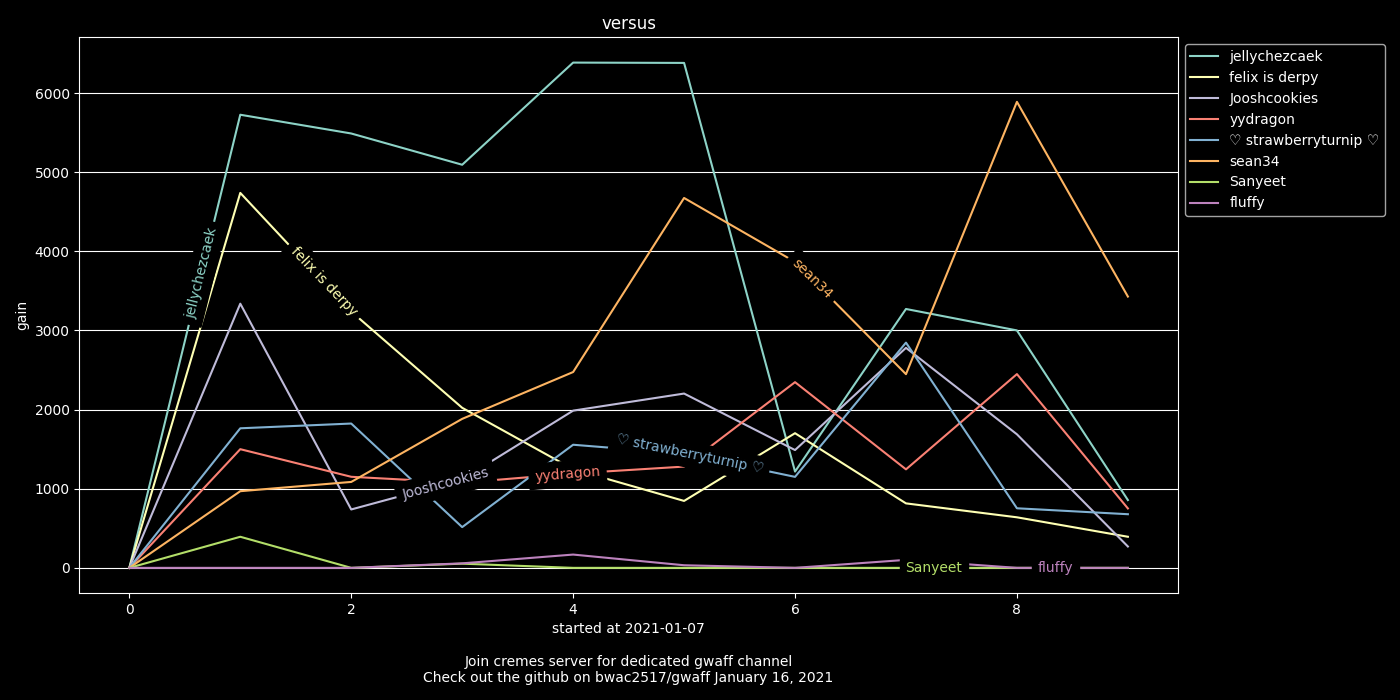 versus
jellychezcaek
felix is derpy
Jooshcookies
yydragon
♡ strawberryturnip ♡
sean34
Sanyeet
fluffy
6000
5000
4000
3000
2000
1000
0
gain
jellychezcaek
felix is derpy
Jooshcookies
yydragon
♡ strawberryturnip ♡
sean34
Sanyeet
fluffy
0 2 4 6 8
started at 2021-01-07
Join cremes server for dedicated gwaff channel
Check out the github on bwac2517/gwaff January 16, 2021